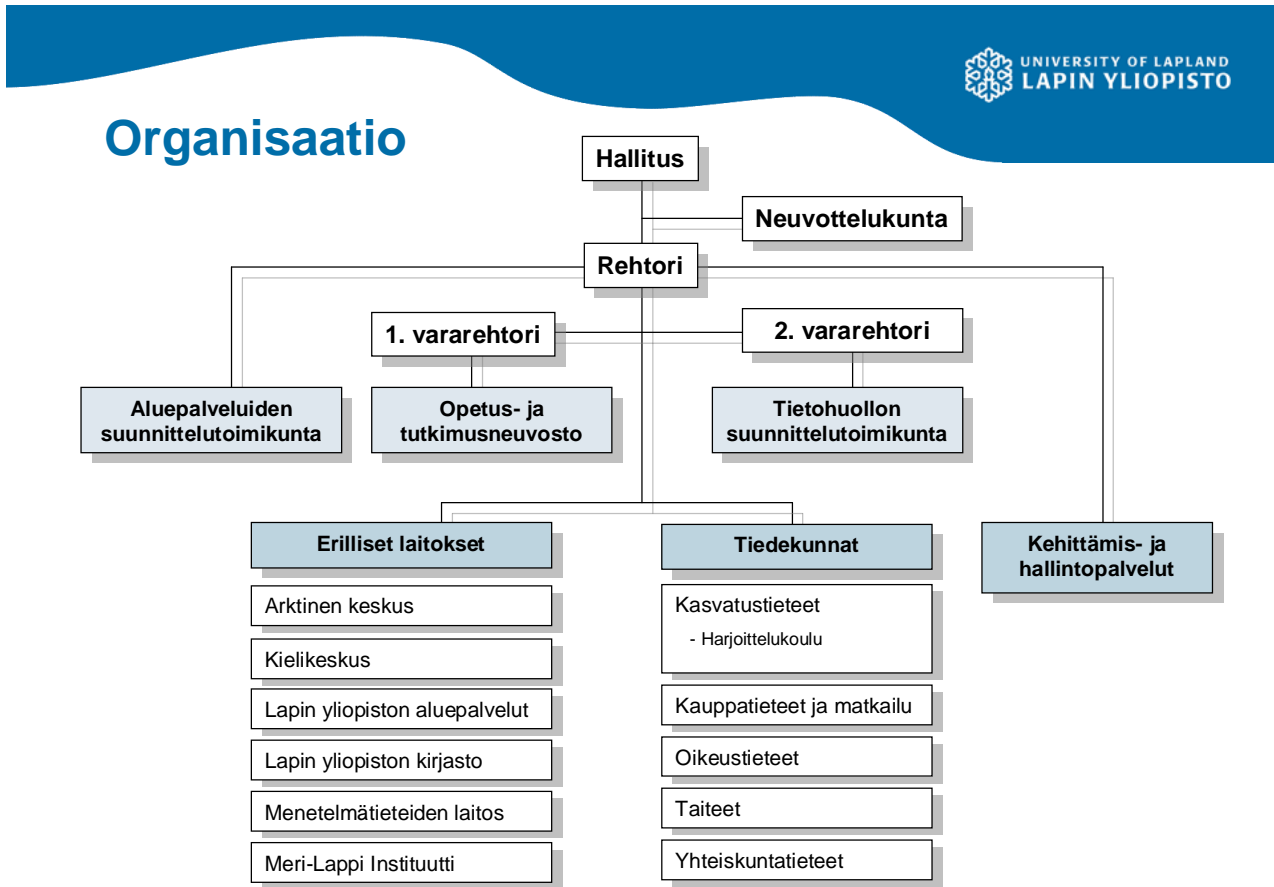 UNIVERSITY OF LAPLAND
LAPIN YLIOPISTO
Organisaatio
Hallitus
Neuvottelukunta
Rehtori
1. vararehtori
2. vararehtori
Aluepalveluiden
suunnittelutoimikunta
Opetus- ja
tutkimusneuvosto
Tietohuollon
suunnittelutoimikunta
Erilliset laitokset
Arktinen keskus
Kielikeskus
Lapin yliopiston aluepalvelut
Lapin yliopiston kirjasto
Menetelmätieteiden laitos
Meri-Lappi Instituutti
Tiedekunnat
Kasvatustieteet
- Harjoittelukoulu
Kauppatieteet ja matkailu
Oikeustieteet
Taiteet
Yhteiskuntatieteet
Kehittämis- ja
hallintopalvelut